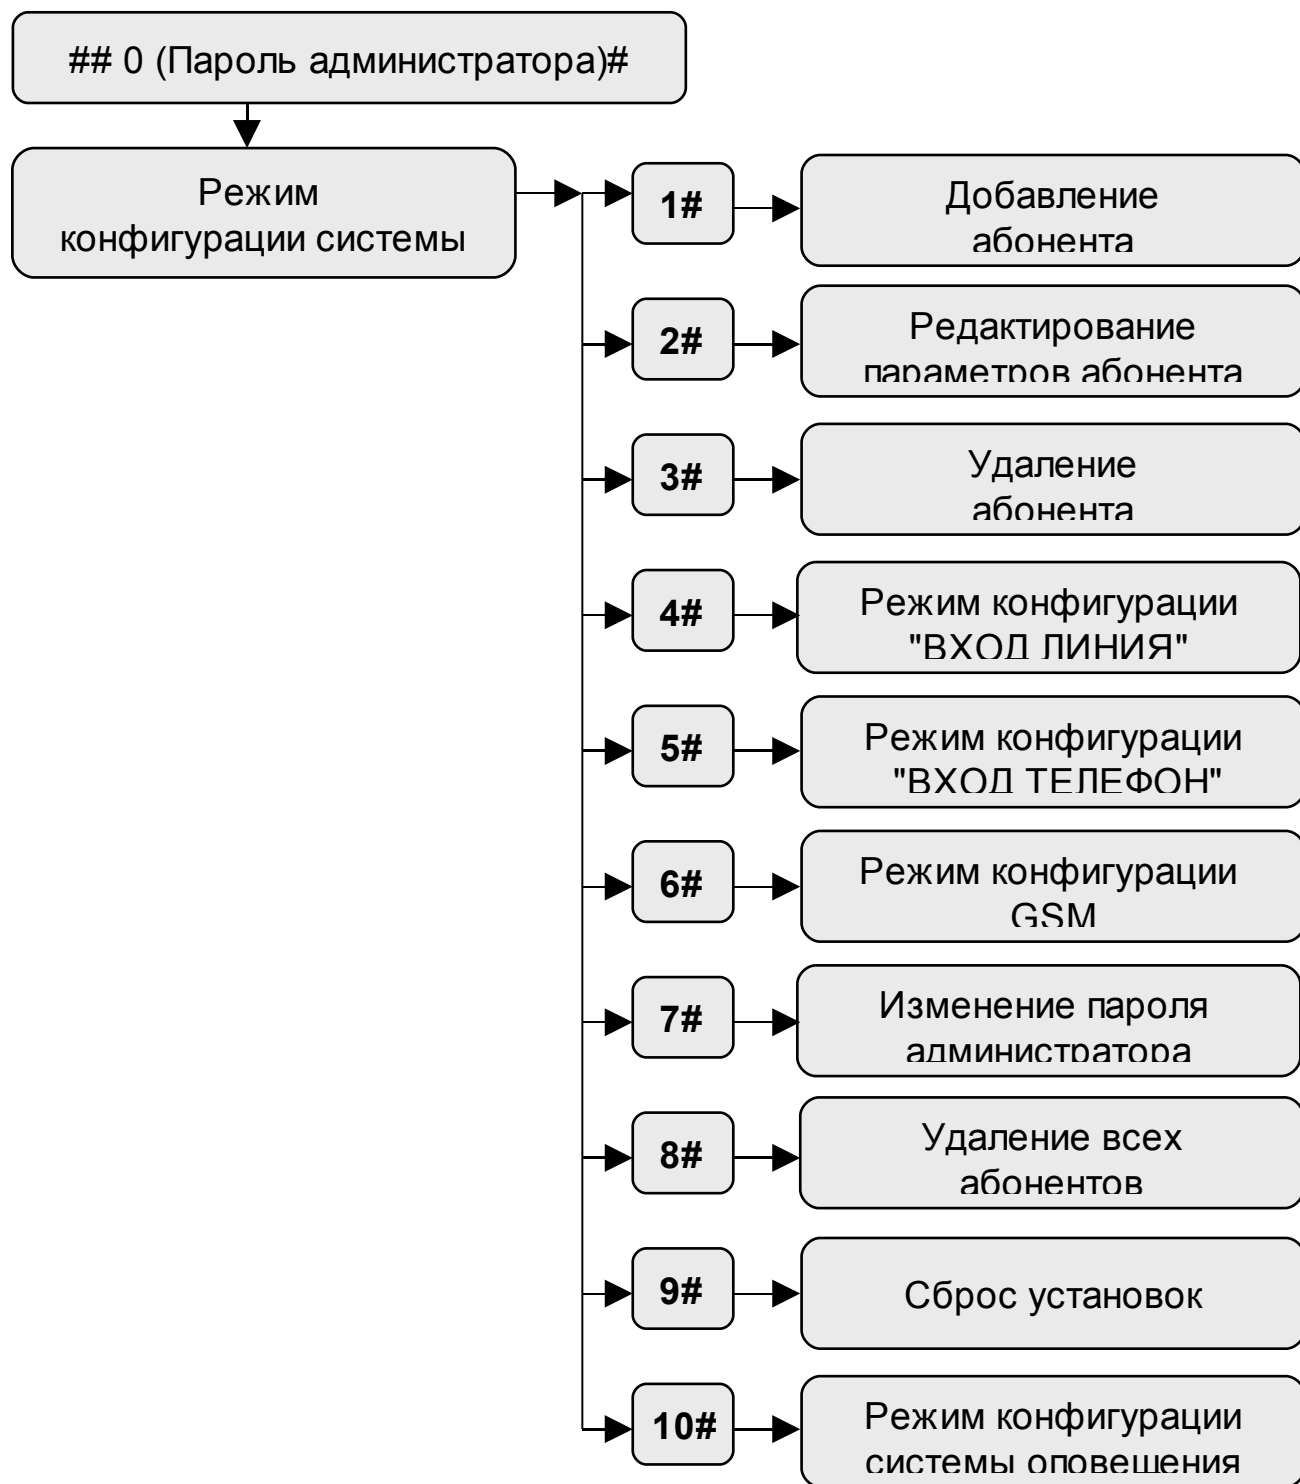 ## 0 (Пароль администратора)#
Режим
конфигурации системы
1#
Добавление
абонента
2#
Редактирование
параметров абонента
3#
Удаление
абонента
4#
Режим конфигурации
"ВХОД ЛИНИЯ"
5#
Режим конфигурации
"ВХОД ТЕЛЕФОН"
6#
Режим конфигурации
GSM
7#
Изменение пароля
администратора
8#
Удаление всех
абонентов
9#
Сброс установок
10#
Режим конфигурации
системы оповещения